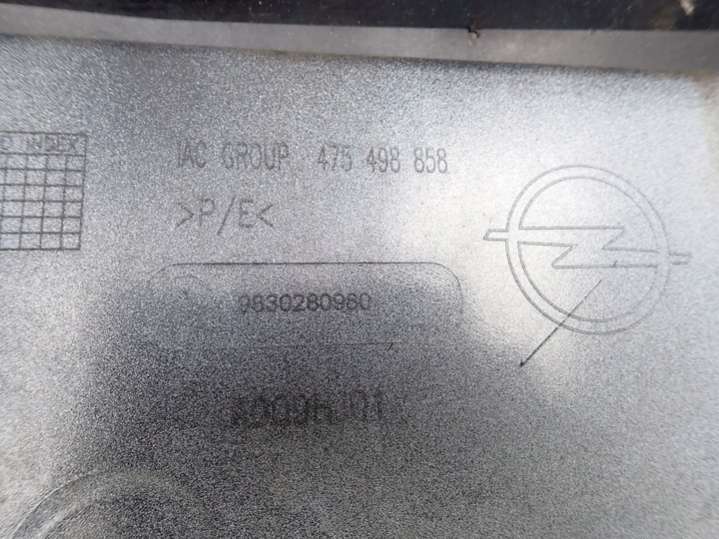 INDEX
IAC GROUP 475 498 858
>P/E<
9830280980